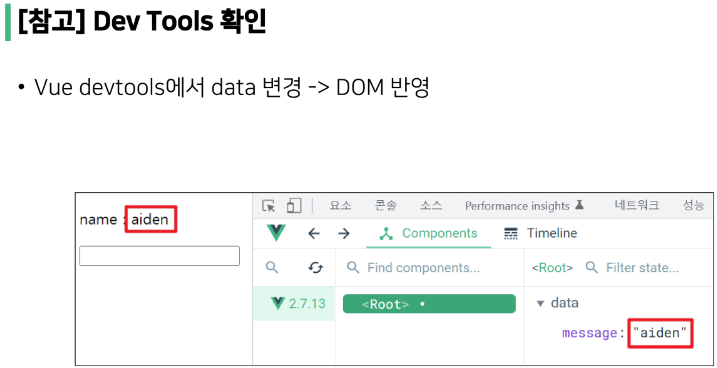 [참고] Dev Tools 확인
• Vue devtools에서 data 변경 -> DOM 반영
name : aiden
요소 콘솔 소스 Performance insights 네트워크 성능
Components Timeline
Find components... <Root> Filter state...
2.7.13 <Root> •
data
message: "aiden"